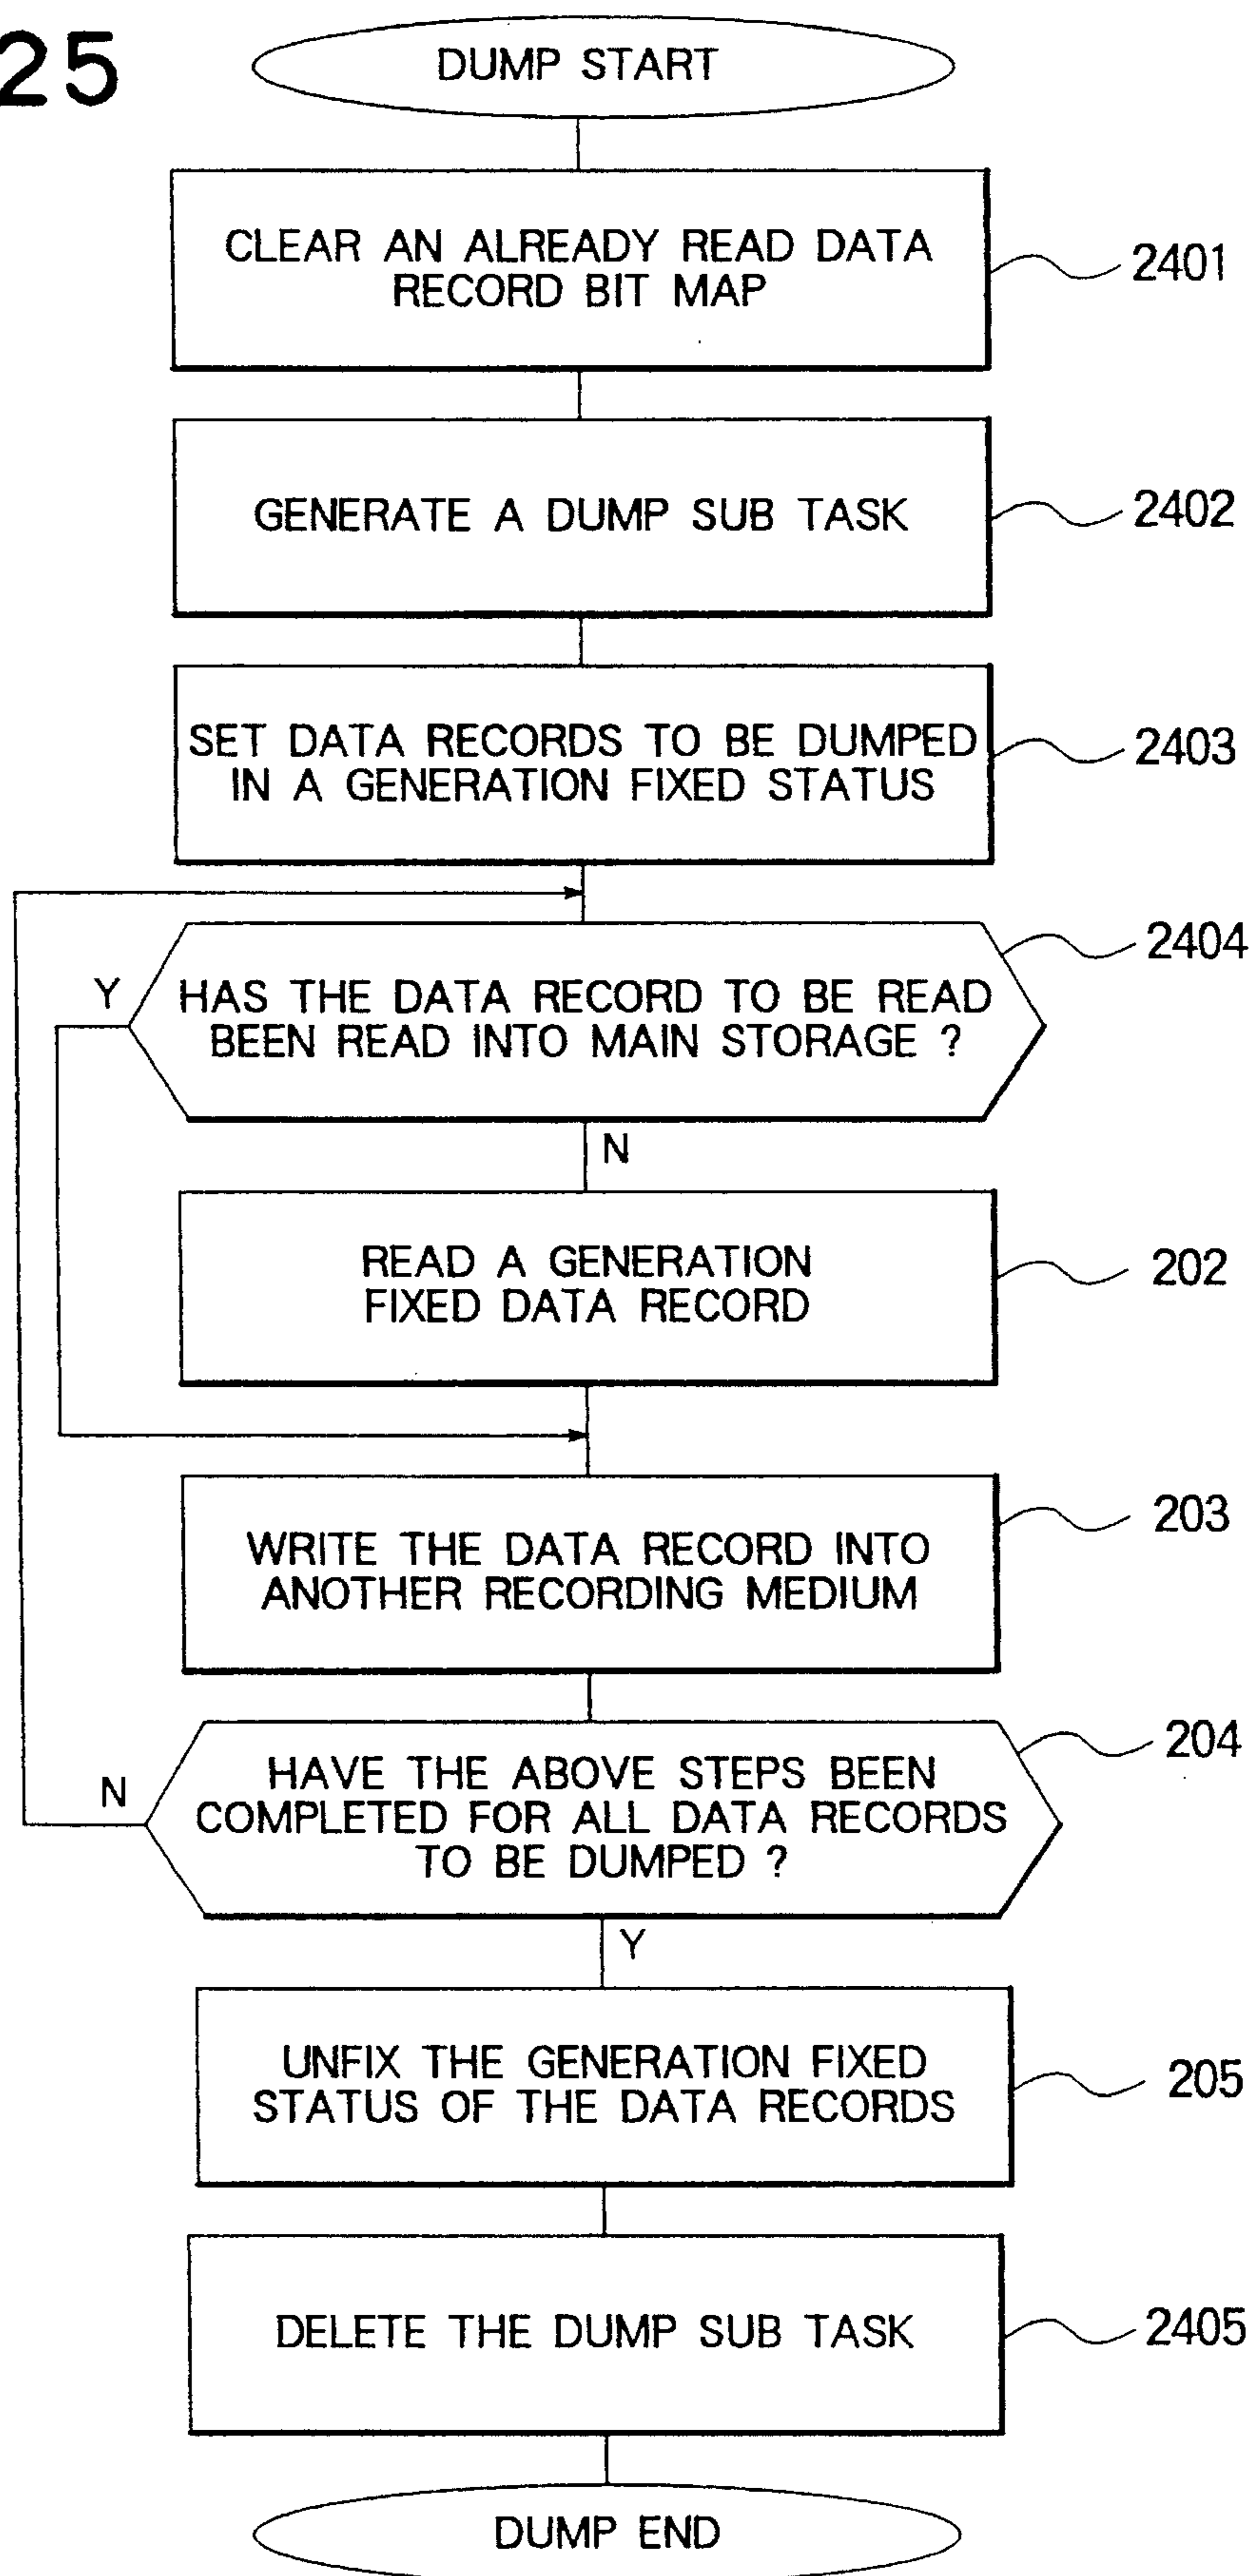 25
DUMP START
CLEAR AN ALREADY READ DATA
RECORD BIT MAP
2401
GENERATE A DUMP SUB TASK
2402
SET DATA RECORDS TO BE DUMPED
IN A GENERATION FIXED STATUS
2403
2404
Y
HAS THE DATA RECORD TO BE READ
BEEN READ INTO MAIN STORAGE ?
N
READ A GENERATION
FIXED DATA RECORD
202
WRITE THE DATA RECORD INTO
ANOTHER RECORDING MEDIUM
203
204
N
HAVE THE ABOVE STEPS BEEN
COMPLETED FOR ALL DATA RECORDS
TO BE DUMPED ?
Y
UNFIX THE GENERATION FIXED
STATUS OF THE DATA RECORDS
205
DELETE THE DUMP SUB TASK
2405
DUMP END